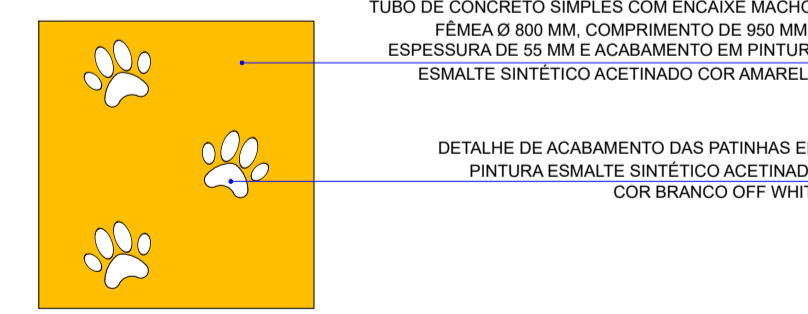 TUBO DE CONCRETO SIMPLES COM ENCAIXE MACHO
FÊMEA Ø 800 MM, COMPRIMENTO DE 950 MM
ESPESSURA DE 55 MM E ACABAMENTO EM PINTUR
ESMALTE SINTÉTICO ACETINADO COR AMAREL
DETALHE DE ACABAMENTO DAS PATINHAS E
PINTURA ESMALTE SINTÉTICO ACETINAD
COR BRANCO OFF WHIT